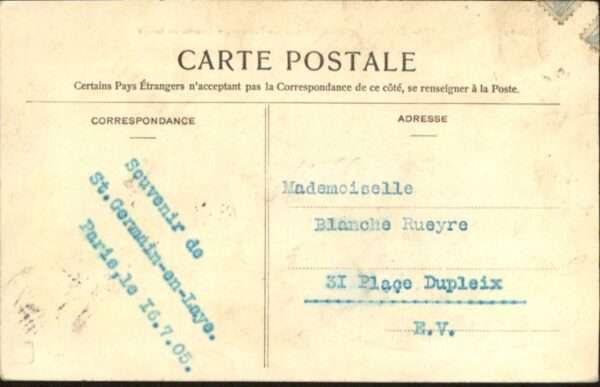 CARTE POSTALE
Certains Pays Étrangers n'acceptant pas la Correspondance de ce côté, se renseigner à la Poste.
CORRESPONDANCE
Souvenir de
St.Germain-en-Laye.
Paris,le I6.7.05.
ADRESSE
Mademoiselle
Blanche Rueyre
3I Place Dupleix
E.V.